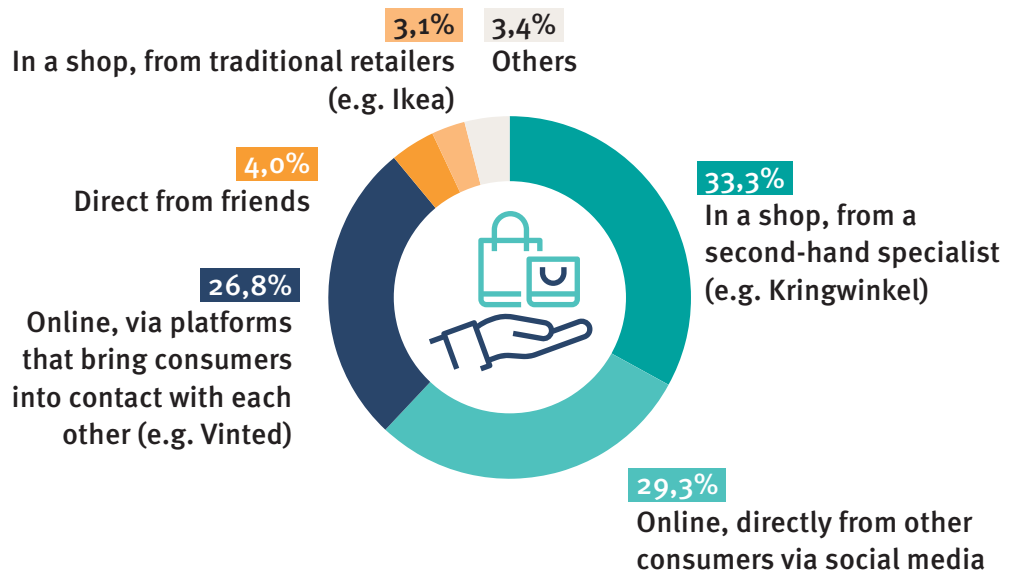 3,1%
In a shop, from traditional retailers
(e.g. Ikea)
3,4%
Others
4,0%
Direct from friends
33,3%
In a shop, from a
second-hand specialist
(e.g. Kringwinkel)
26,8%
Online, via platforms
that bring consumers
into contact with each
other (e.g. Vinted)
29,3%
Online, directly from other
consumers via social media